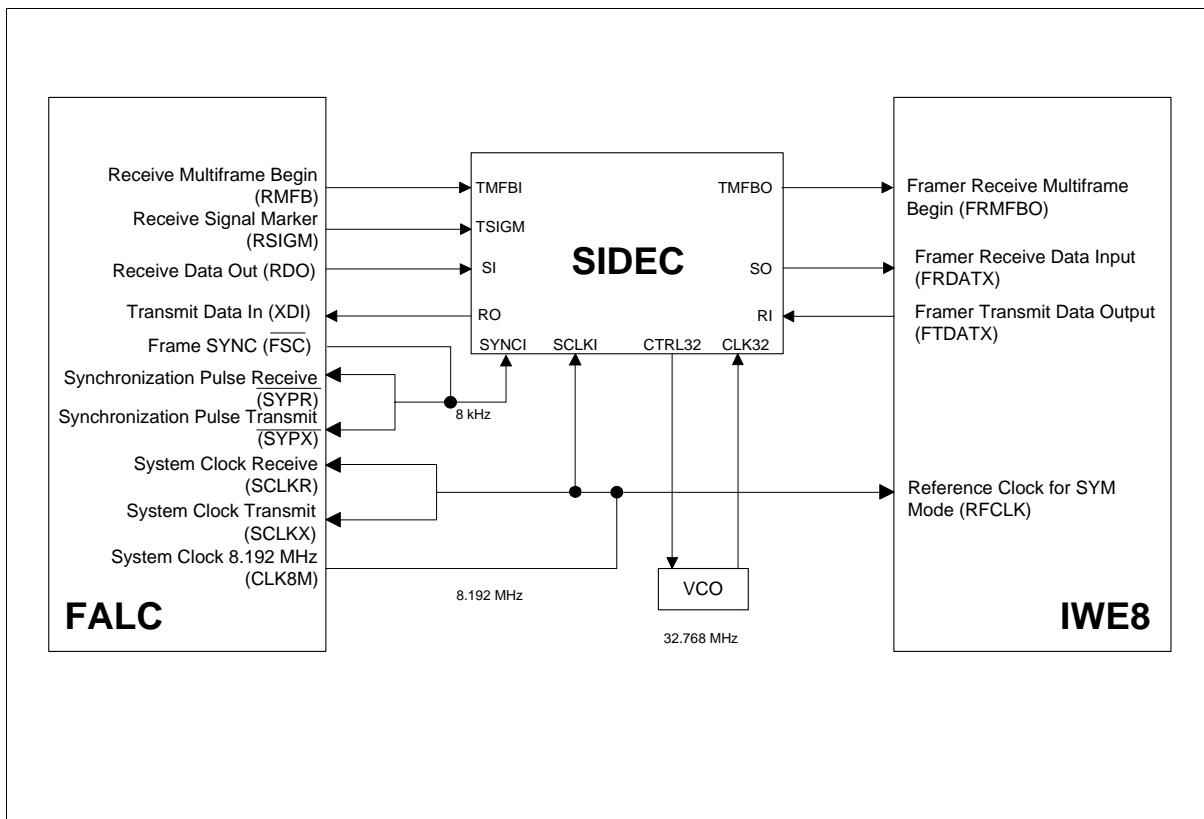 Receive Multiframe Begin
(RMFB)
Receive Signal Marker
(RSIGM)
Receive Data Out (RDO)
Transmit Data In (XDI)
Frame SYNC (FSC)
Synchronization Pulse Receive
(SYPR)
Synchronization Pulse Transmit
(SYPX)
System Clock Receive
(SCLKR)
System Clock Transmit
(SCLKX)
System Clock 8.192 MHz
(CLK8M)
FALC
TMFBI
TMFBO
TSIGM
SIDEC
SI
SO
RO
RI
SYNCI
SCLKI
CTRL32
CLK32
8 kHz
8.192 MHz
VCO
32.768 MHz
Framer Receive Multiframe
Begin (FRMFBO)
Framer Receive Data Input
(FRDATX)
Framer Transmit Data Output
(FTDATX)
Reference Clock for SYM
Mode (RFCLK)
IWE8